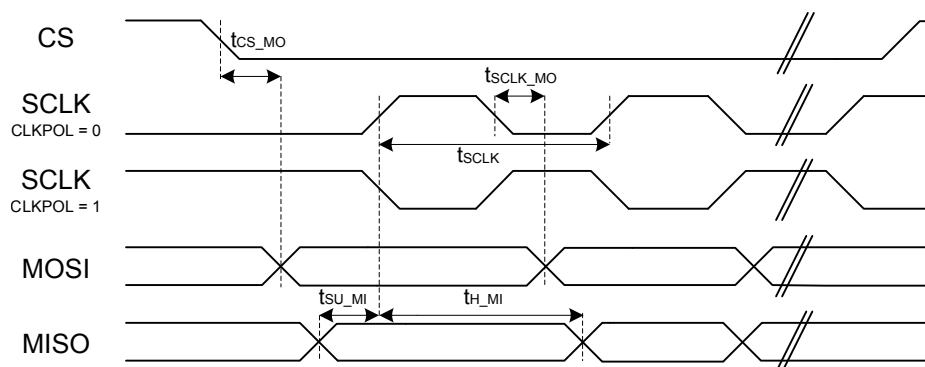 CS
tCS_MO
SCLK
CLKPOL = 0
tSCLK_MO
tSCLK
SCLK
CLKPOL = 1
MOSI
tSU_MI
tH_MI
MISO